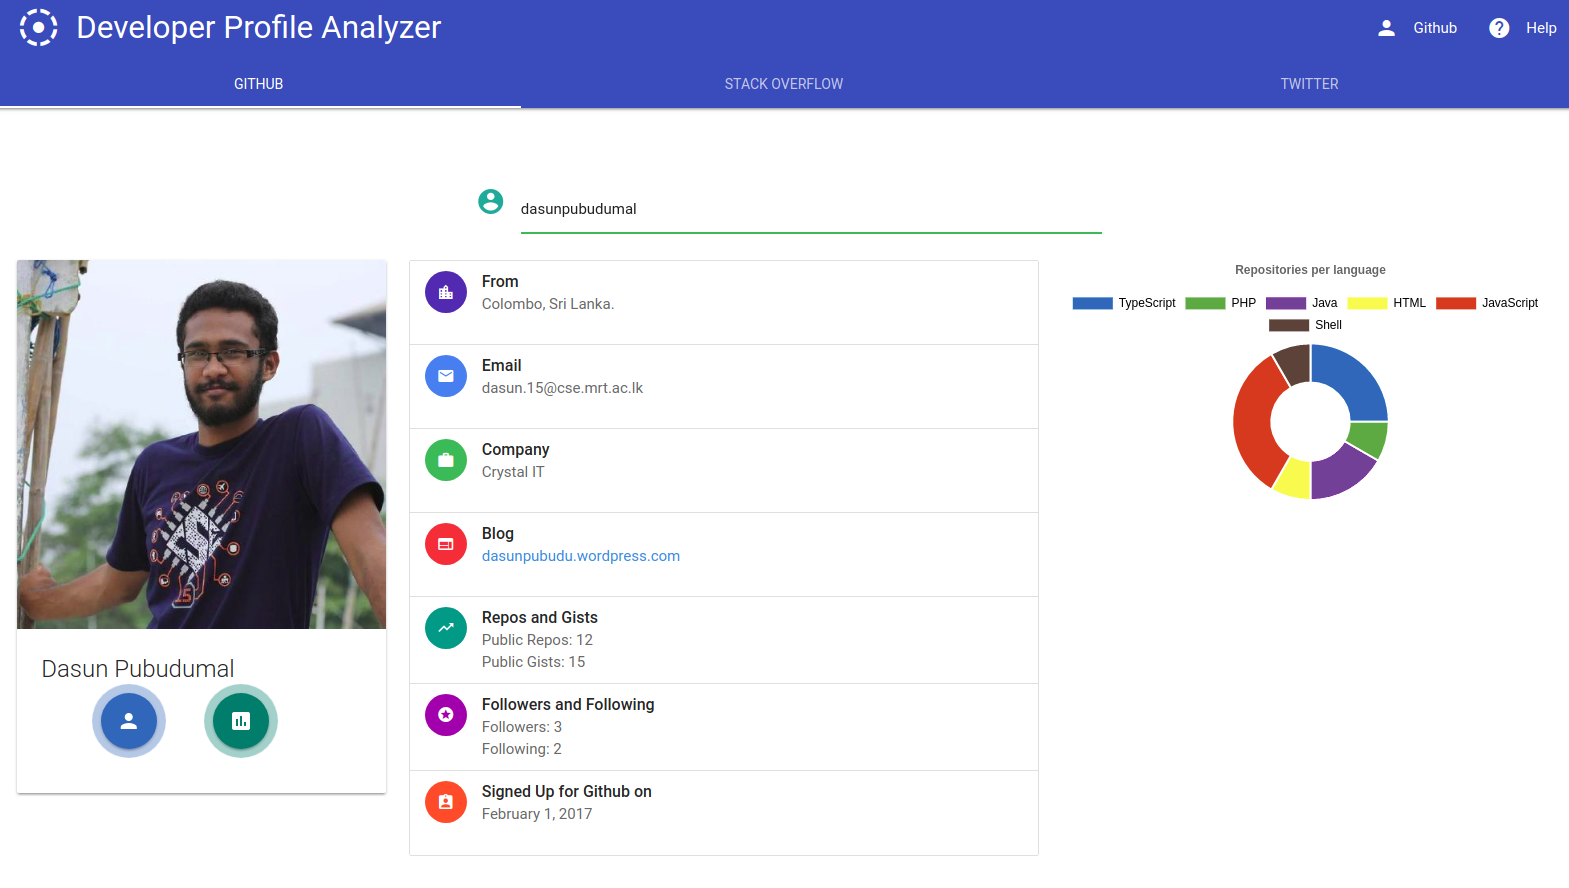 Developer Profile Analyzer
Github
Help
GITHUB
STACK OVERFLOW
TWITTER
dasunpubudumal
15
Dasun Pubudumal
From
Colombo, Sri Lanka.
Email
dasun.15@cse.mrt.ac.lk
Company
Crystal IT
Blog
dasunpubudu.wordpress.com
Repos and Gists
Public Repos: 12
Public Gists: 15
Followers and Following
Followers: 3
Following: 2
Signed Up for Github on
February 1, 2017
Repositories per language
TypeScript PHP Java HTML JavaScript
Shell